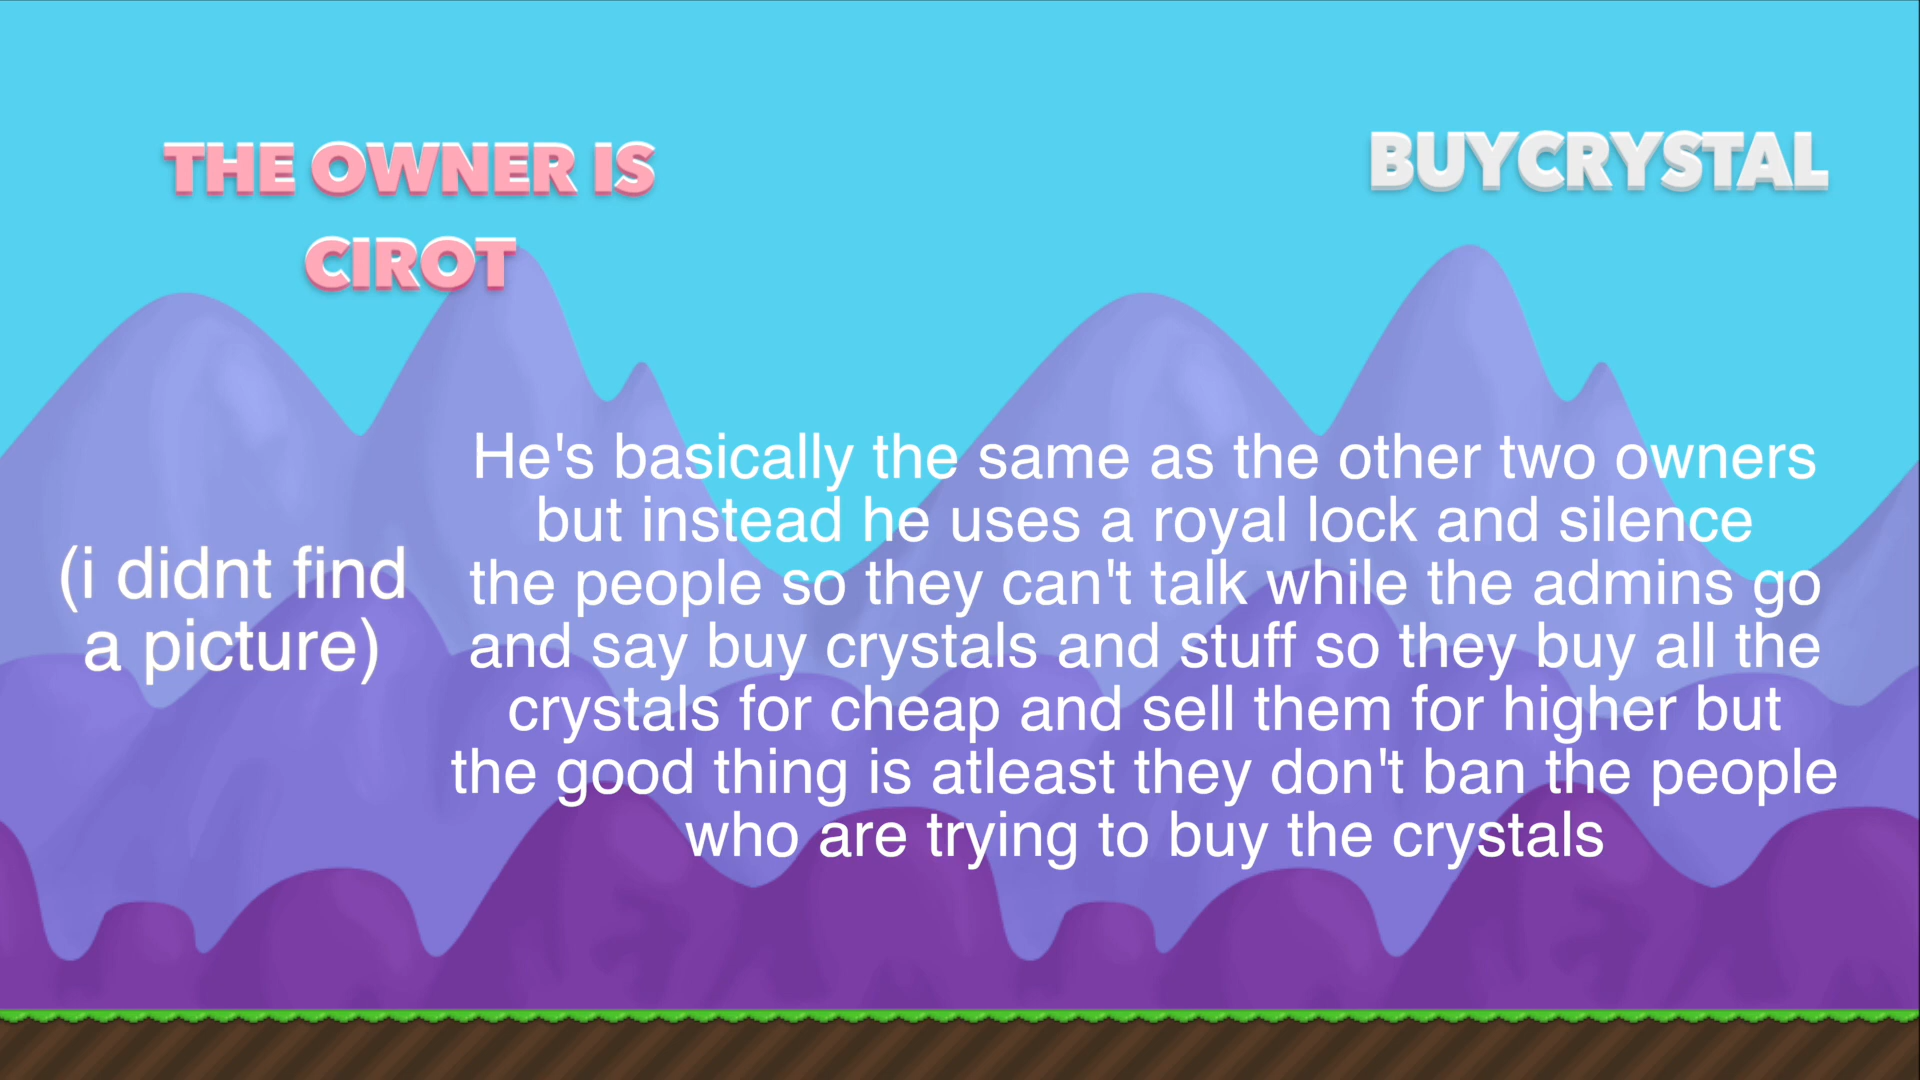 THE OWNER IS
CIROT
BUYCRYSTAL
(i didnt find
a picture)
He's basically the same as the other two owners
but instead he uses a royal lock and silence
the people so they can't talk while the admins go
and say buy crystals and stuff so they buy all the
crystals for cheap and sell them for higher but
the good thing is atleast they don't ban the people
who are trying to buy the crystals